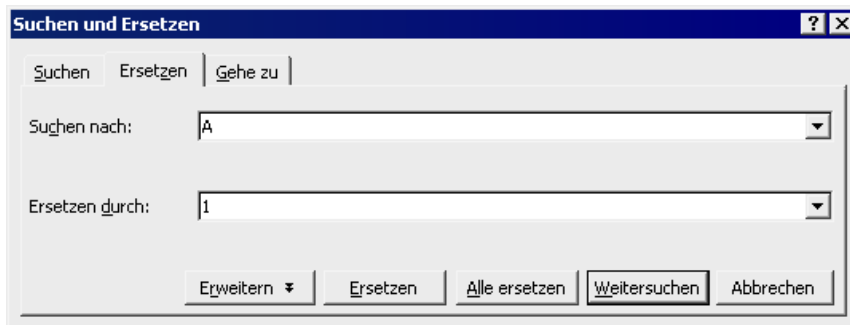 Suchen und Ersetzen
Suchen Ersetzen Gehe zu
Suchen nach: A
Ersetzen durch: 1
Erweitern Ersetzen Alle ersetzen Weitersuchen Abbrechen